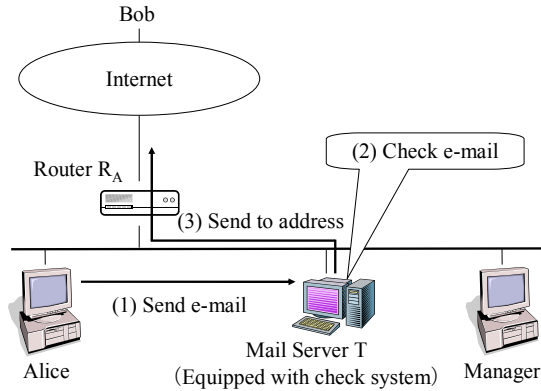 Bob
Internet
Router R_A
(2) Check e-mail
(3) Send to address
(1) Send e-mail
Alice
Mail Server T
(Equipped with check system)
Manager